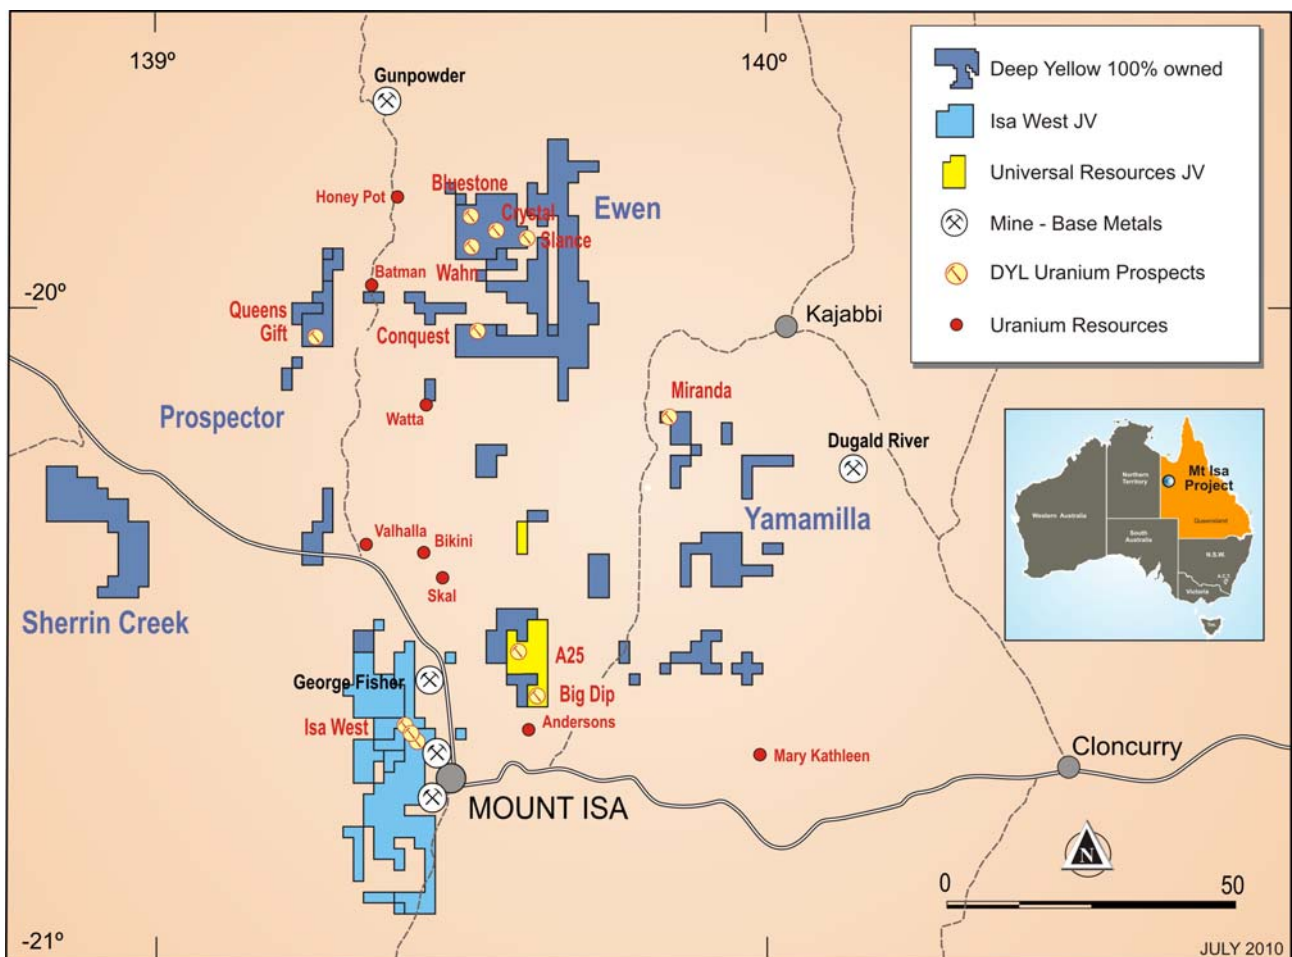 139º
140º
Gunpowder
Deep Yellow 100% owned
Isa West JV
Universal Resources JV
Mine - Base Metals
DYL Uranium Prospects
Uranium Resources
Bluestone
Honey Pot
Crystal
Ewen
Slance
Wahn
Batman
-20º
Queens
Gift
Conquest
Kajabbi
Miranda
Prospector
Watta
Dugald River
Mt Isa
Project
Northern
Territory
Western Australia
Queensland
South
Australia
N.S.W.
A.C.T.
Victoria
Tas.
Yamamilla
Valhalla
Bikini
Skal
Sherrin Creek
A25
George Fisher
Big Dip
Isa West
Andersons
Mary Kathleen
Cloncurry
MOUNT ISA
N
0
50
-21º
JULY 2010